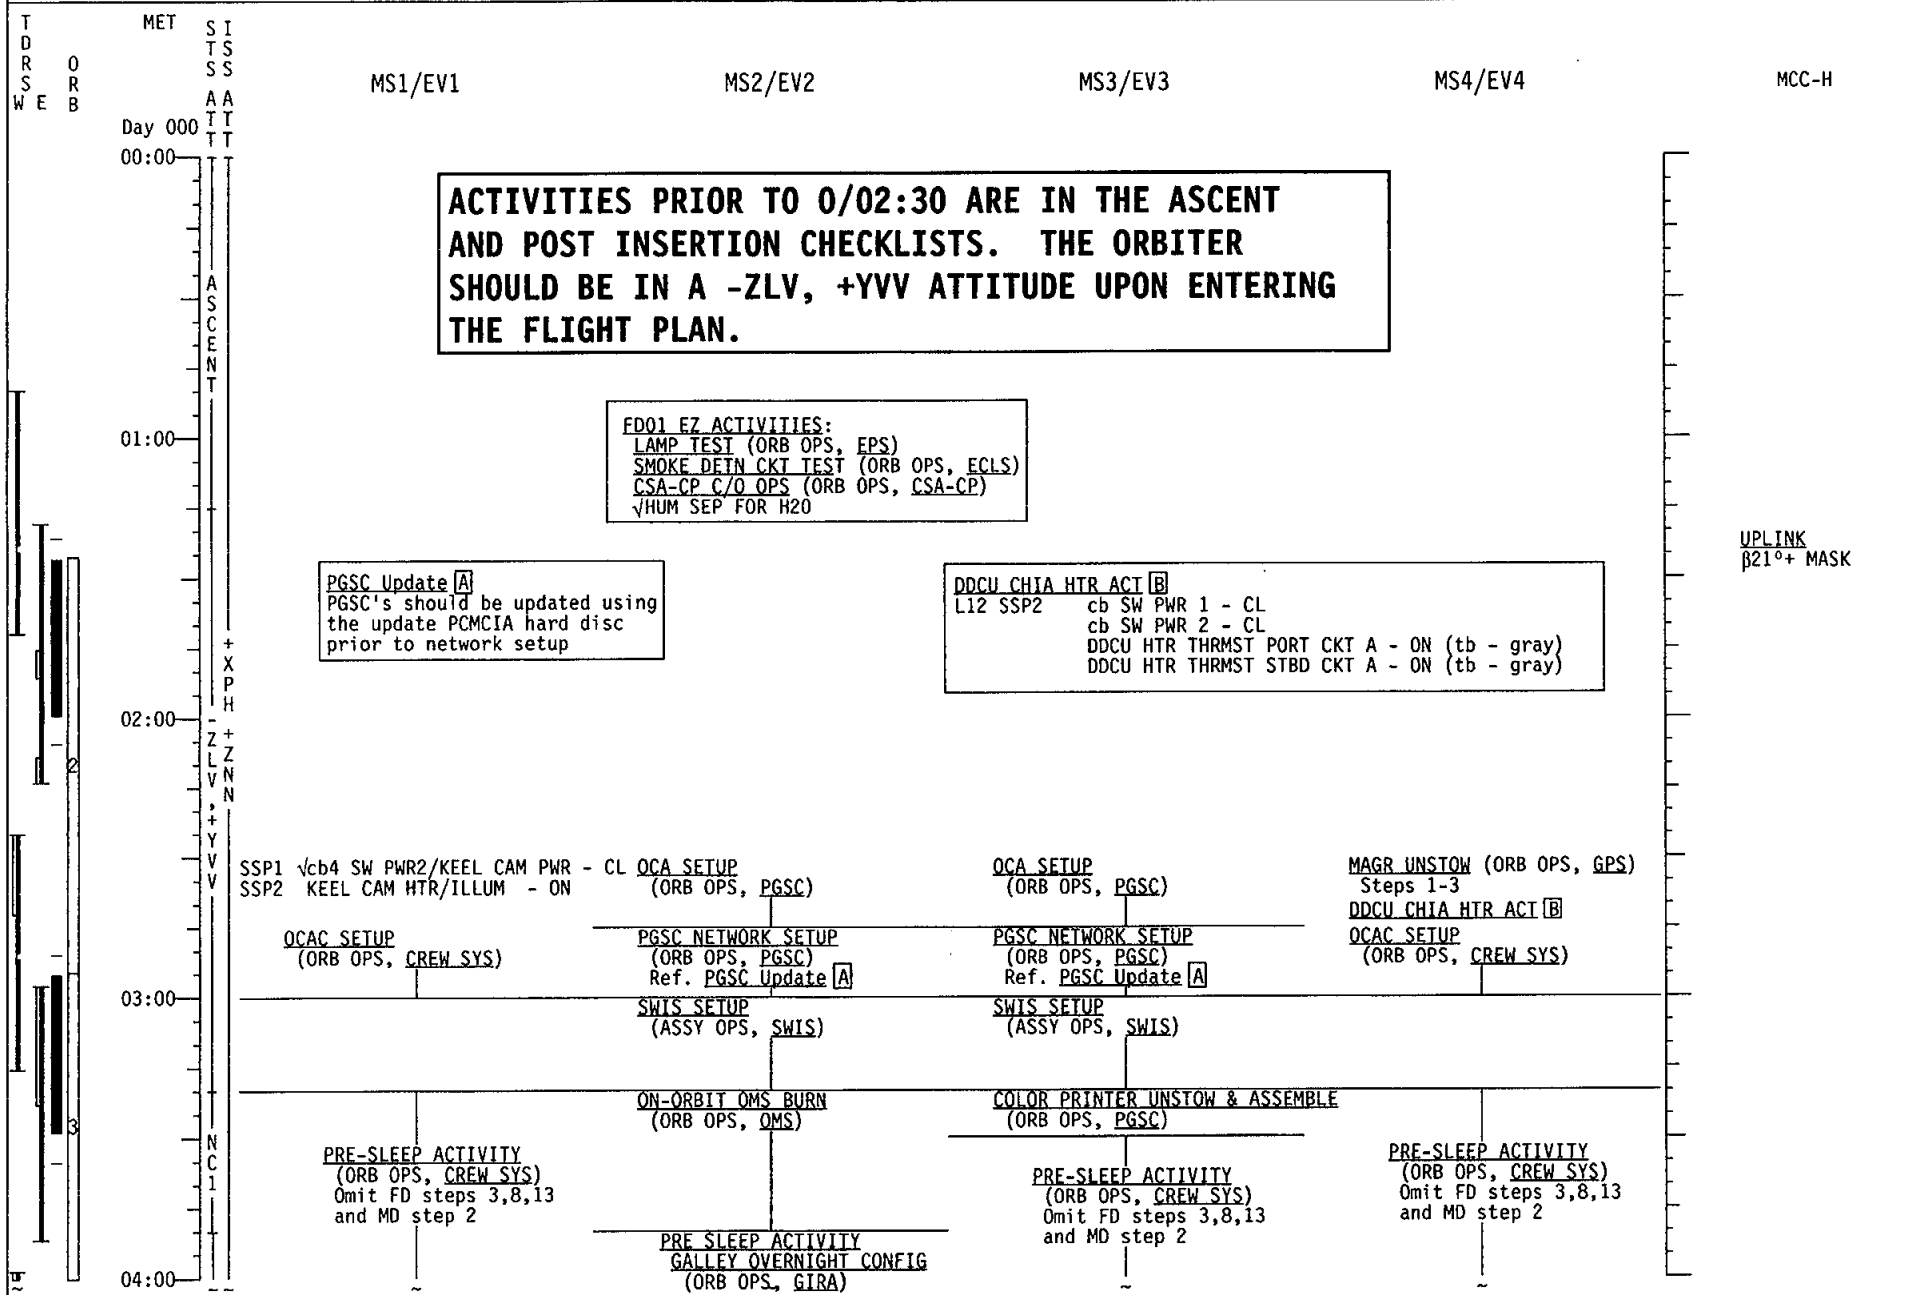 TDRS
W E
ORB
MET
STS ATT
ISS ATT
MS1/EV1
MS2/EV2
MS3/EV3
MS4/EV4
MCC-H
Day 000
00:00
ACTIVITIES PRIOR TO 0/02:30 ARE IN THE ASCENT
AND POST INSERTION CHECKLISTS. THE ORBITER
SHOULD BE IN A -ZLV, +YVV ATTITUDE UPON ENTERING
THE FLIGHT PLAN.
ASCENT
FD01 EZ ACTIVITIES:
LAMP TEST (ORB OPS, EPS)
SMOKE DETN CKT TEST (ORB OPS, ECLS)
CSA-CP C/O OPS (ORB OPS, CSA-CP)
√HUM SEP FOR H20
01:00
UPLINK
β21º+ MASK
PGSC Update A
PGSC's should be updated using
the update PCMCIA hard disc
prior to network setup
DDCU CHIA HTR ACT B
L12 SSP2 cb SW PWR 1 - CL
cb SW PWR 2 - CL
DDCU HTR THRMST PORT CKT A - ON (tb - gray)
DDCU HTR THRMST STBD CKT A - ON (tb - gray)
+XPH +ZNN
02:00
-ZLV,+YVV
2
SSP1 √cb4 SW PWR2/KEEL CAM PWR - CL
SSP2 KEEL CAM HTR/ILLUM - ON
OCA SETUP
(ORB OPS, PGSC)
OCA SETUP
(ORB OPS, PGSC)
MAGR UNSTOW (ORB OPS, GPS)
Steps 1-3
DDCU CHIA HTR ACT B
OCAC SETUP
(ORB OPS, CREW SYS)
PGSC NETWORK SETUP
(ORB OPS, PGSC)
Ref. PGSC Update A
PGSC NETWORK SETUP
(ORB OPS, PGSC)
Ref. PGSC Update A
OCAC SETUP
(ORB OPS, CREW SYS)
03:00
SWIS SETUP
(ASSY OPS, SWIS)
SWIS SETUP
(ASSY OPS, SWIS)
3
NC1
ON-ORBIT OMS BURN
(ORB OPS, OMS)
COLOR PRINTER UNSTOW & ASSEMBLE
(ORB OPS, PGSC)
PRE-SLEEP ACTIVITY
(ORB OPS, CREW SYS)
Omit FD steps 3,8,13
and MD step 2
PRE-SLEEP ACTIVITY
(ORB OPS, CREW SYS)
Omit FD steps 3,8,13
and MD step 2
PRE-SLEEP ACTIVITY
(ORB OPS, CREW SYS)
Omit FD steps 3,8,13
and MD step 2
PRE SLEEP ACTIVITY
GALLEY OVERNIGHT CONFIG
(ORB OPS, GIRA)
04:00